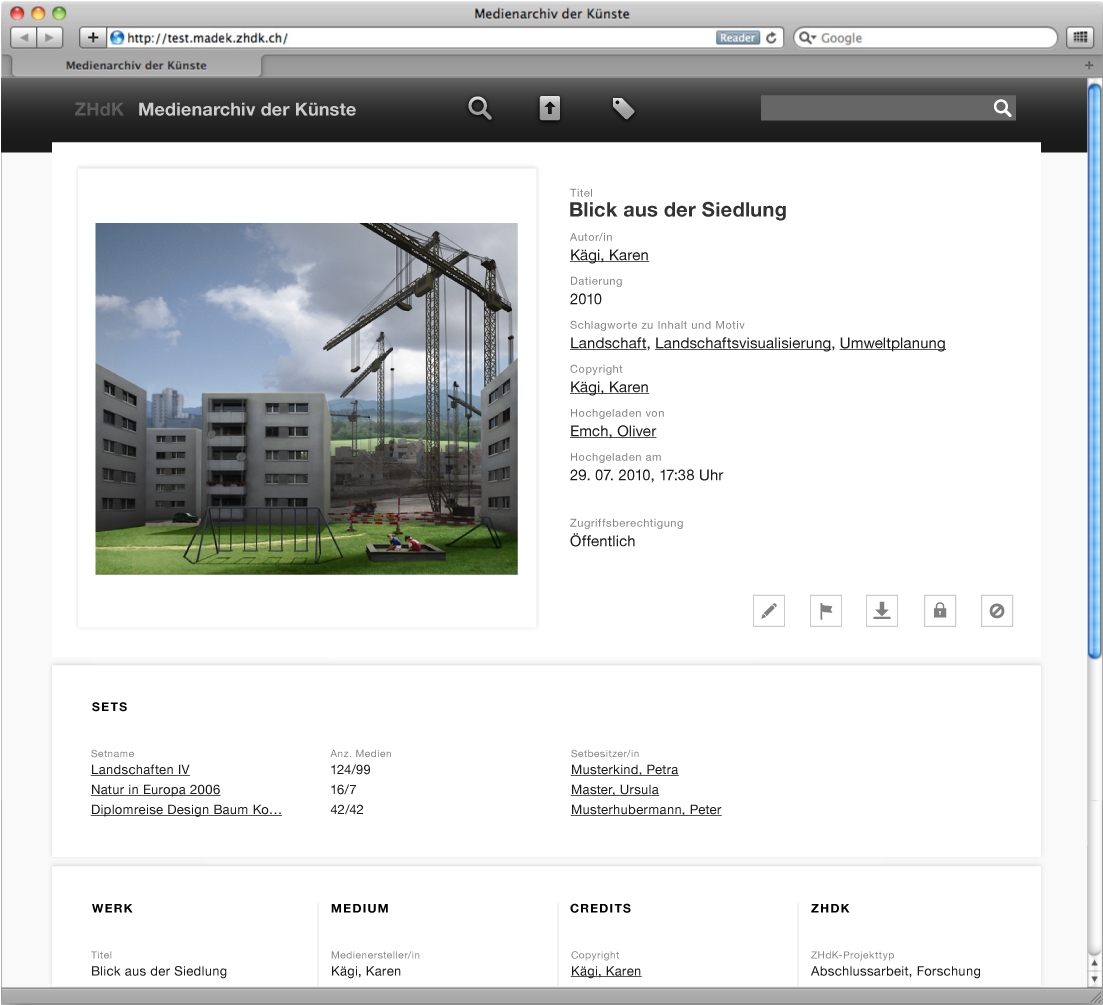 Medienarchiv der Künste
http://test.madek.zhdk.ch/
Reader
Google
Medienarchiv der Künste
ZHdK Medienarchiv der Künste
Titel
Blick aus der Siedlung
Autor/in
Kägi, Karen
Datierung
2010
Schlagworte zu Inhalt und Motiv
Landschaft, Landschaftsvisualisierung, Umweltplanung
Copyright
Kägi, Karen
Hochgeladen von
Emch, Oliver
Hochgeladen am
29. 07. 2010, 17:38 Uhr
Zugriffsberechtigung
Öffentlich
SETS
Setname Anz. Medien Setbesitzer/in
Landschaften IV 124/99 Musterkind, Petra
Natur in Europa 2006 16/7 Master, Ursula
Diplomreise Design Baum Ko... 42/42 Musterhubermann, Peter
WERK MEDIUM CREDITS ZHDK
Titel Medienersteller/in Copyright ZHdK-Projekttyp
Blick aus der Siedlung Kägi, Karen Kägi, Karen Abschlussarbeit, Forschung